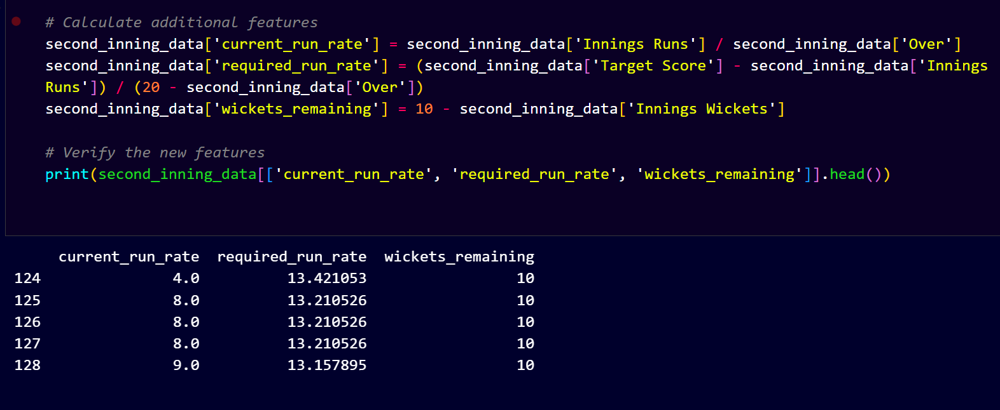 # Calculate additional features
second_inning_data['current_run_rate'] = second_inning_data['Innings Runs'] / second_inning_data['Over']
second_inning_data['required_run_rate'] = (second_inning_data['Target Score'] - second_inning_data['Innings
Runs']) / (20 - second_inning_data['Over'])
second_inning_data['wickets_remaining'] = 10 - second_inning_data['Innings Wickets']
# Verify the new features
print(second_inning_data[['current_run_rate', 'required_run_rate', 'wickets_remaining']].head())
current_run_rate required_run_rate wickets_remaining
124 4.0 13.421053 10
125 8.0 13.210526 10
126 8.0 13.210526 10
127 8.0 13.210526 10
128 9.0 13.157895 10